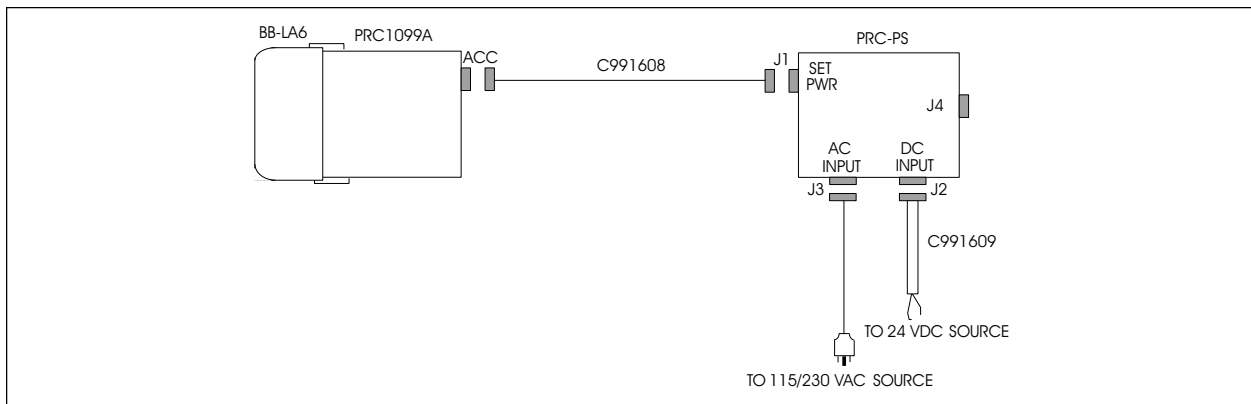 BB-LA6
PRC1099A
ACC
C991608
J1
PRC-PS
SET
PWR
J4
AC
INPUT
DC
INPUT
J3
J2
C991609
TO 24 VDC SOURCE
TO 115/230 VAC SOURCE